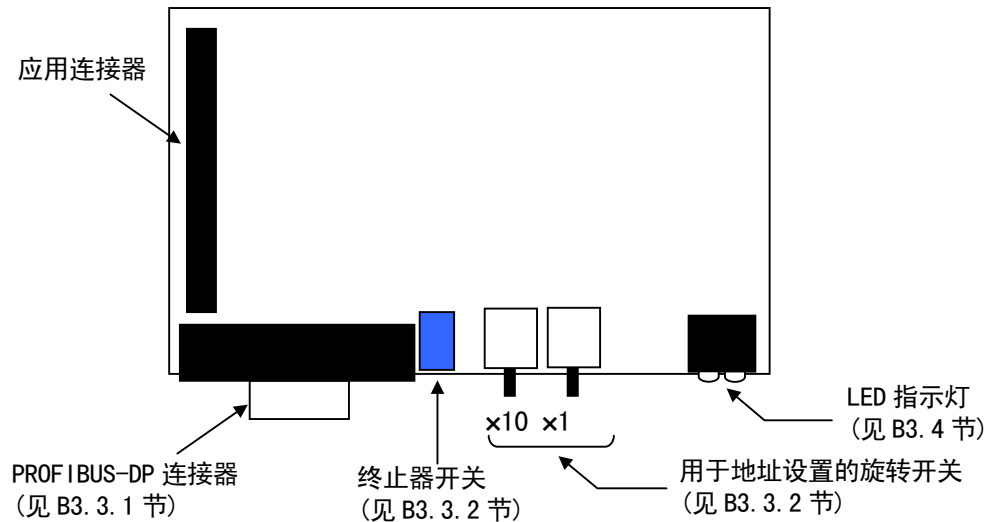 应用连接器
×10 ×1
LED 指示灯
(见 B3.4 节)
PROFIBUS-DP 连接器
(见 B3.3.1 节)
终止器开关
(见 B3.3.2 节)
用于地址设置的旋转开关
(见 B3.3.2 节)